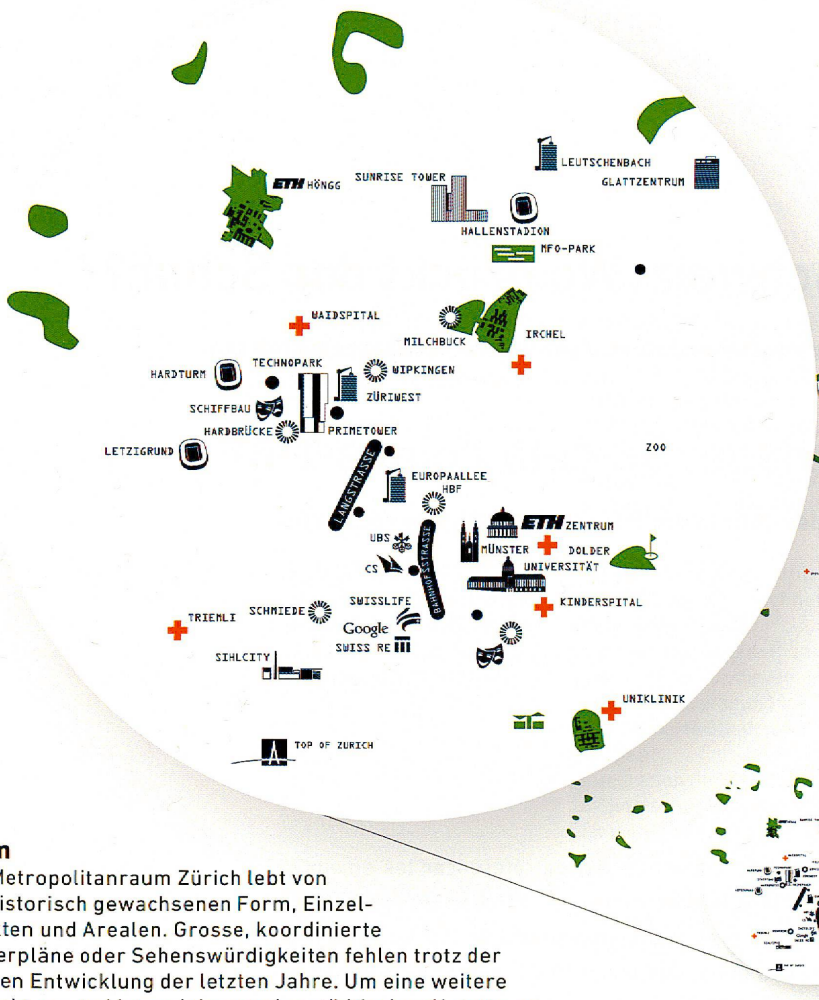 LEUTSCHENBACH
GLATTZENTRUM
ETH HÖNGG
SUNRISE TOWER
HALLENSTADION
MFO-PARK
WAIDSPITAL
MILCHBUCK
IRCHEL
TECHNOPARK
HARDTURM
WIPKINGEN
ZÜRIWEST
SCHIFFBAU
HARDBRÜCKE
PRIMETOWER
LETZIGRUND
ZOO
LANGSTRASSE
EUROPAALLEE
HBF
ETH ZENTRUM
UBS
MÜNSTER
DOLDER
BAHNHOFSTRASSE
CS
UNIVERSITÄT
SWISSLIFE
KINDERSPITAL
TRIEMLI
SCHMIEDE
Google
SWISS RE
SIHLCITY
UNIKLINIK
TOP OF ZURICH
n
Metropolitanraum Zürich lebt von
istorisch gewachsenen Form, Einzel-
ten und Arealen. Grosse, koordinierte
erpläne oder Sehenswürdigkeiten fehlen trotz der
en Entwicklung der letzten Jahre. Um eine weitere